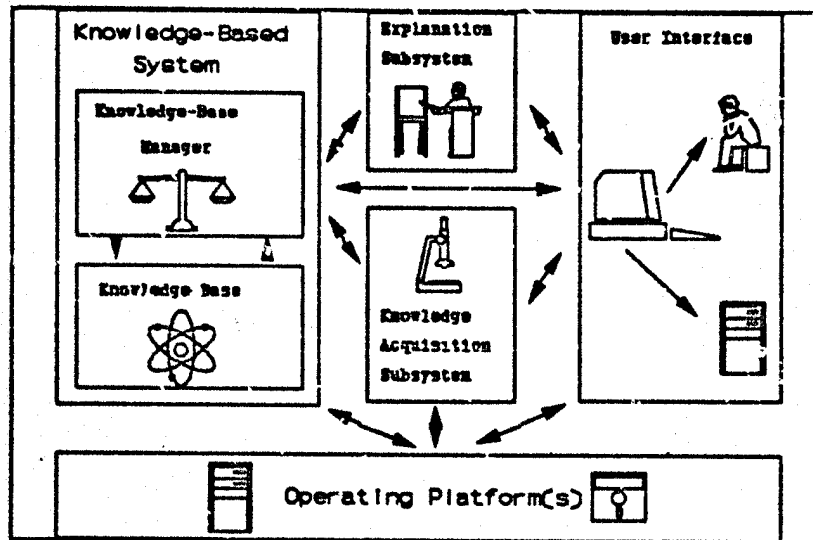 Knowledge-Based
System
Knowledge-Base
Manager
Knowledge Base
Explanation
Subsystem
Knowledge
Acquisition
Subsystem
User Interface
Operating Platform(s)